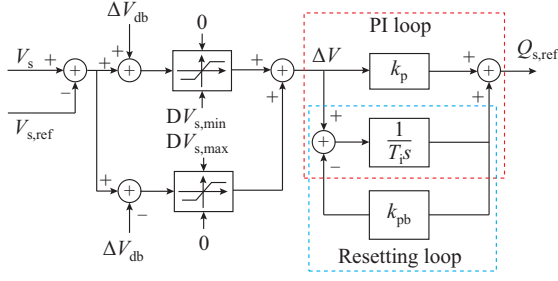 ΔV_db
0
PI loop
V_s
+
+
+
+
ΔV
k_p
+
Q_s,ref
−
+
+
V_s,ref
DV_s,min
DV_s,max
+
−
1
T_i s
+
−
ΔV_db
0
k_pb
Resetting loop